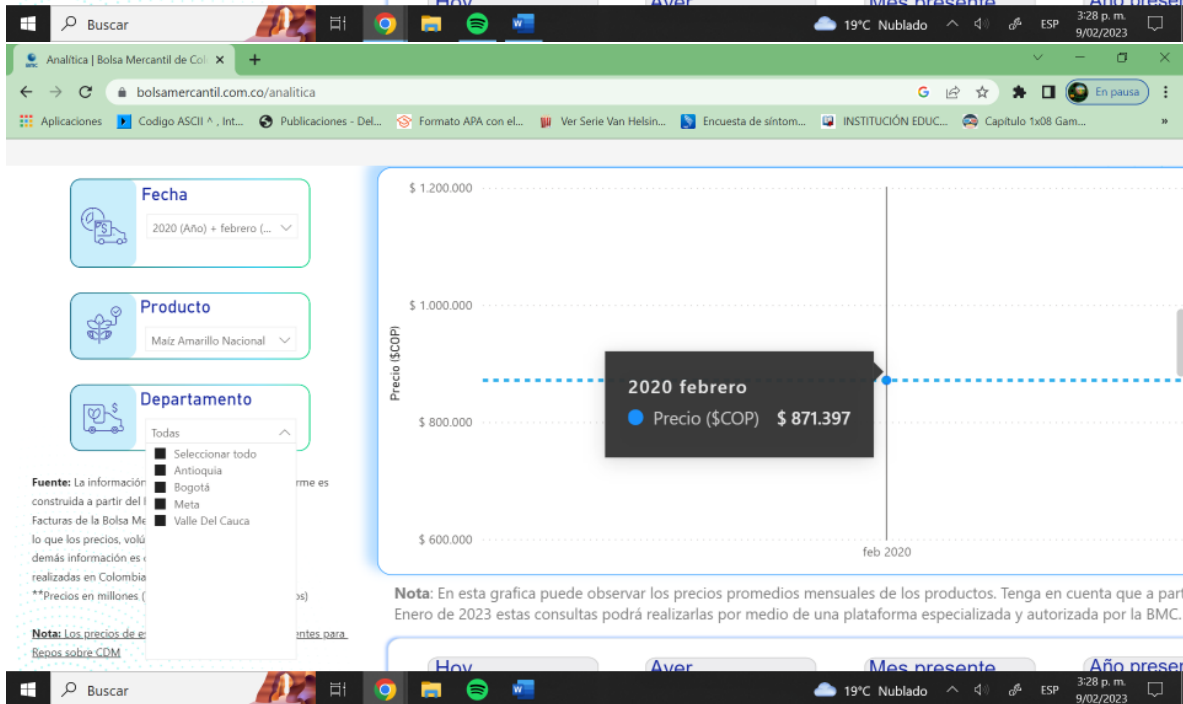 Hoy Ayer Mes presente Año presen
Buscar
19°C Nublado ESP 3:28 p. m.
9/02/2023
Analítica | Bolsa Mercantil de Col
bolsamercantil.com.co/analitica
En pausa
Aplicaciones Codigo ASCII ^ , Int... Publicaciones - Del... Formato APA con el... Ver Serie Van Helsin... Encuesta de síntom... INSTITUCIÓN EDUC... Capítulo 1x08 Gam... »
Fecha
2020 (Año) + febrero (...
Producto
Maíz Amarillo Nacional
Departamento
Todas
Seleccionar todo
Antioquia
Bogotá
Meta
Valle Del Cauca
Fuente: La información rme es
construida a partir del
Facturas de la Bolsa Me
lo que los precios, volú
demás información es
realizadas en Colombia
**Precios en millones ( os)
Nota: Los precios de es entes para
Repos sobre CDM
Precio ($COP)
$ 1.200.000
$ 1.000.000
$ 800.000
$ 600.000
2020 febrero
Precio ($COP) $ 871.397
feb 2020
Nota: En esta grafica puede observar los precios promedios mensuales de los productos. Tenga en cuenta que a part
Enero de 2023 estas consultas podrá realizarlas por medio de una plataforma especializada y autorizada por la BMC.
Hoy Ayer Mes presente Año presen
Buscar
19°C Nublado ESP 3:28 p. m.
9/02/2023